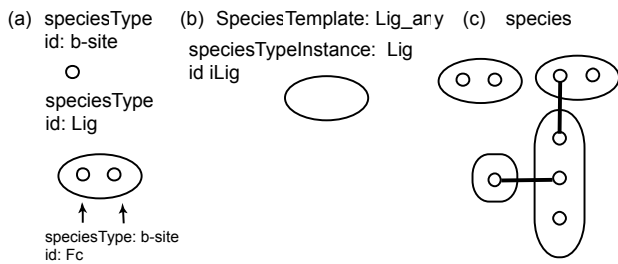 (a) speciesType
id: b-site
speciesType
id: Lig
speciesType: b-site
id: Fc
(b) SpeciesTemplate: Lig_any
speciesTypeInstance: Lig
id iLig
(c) species